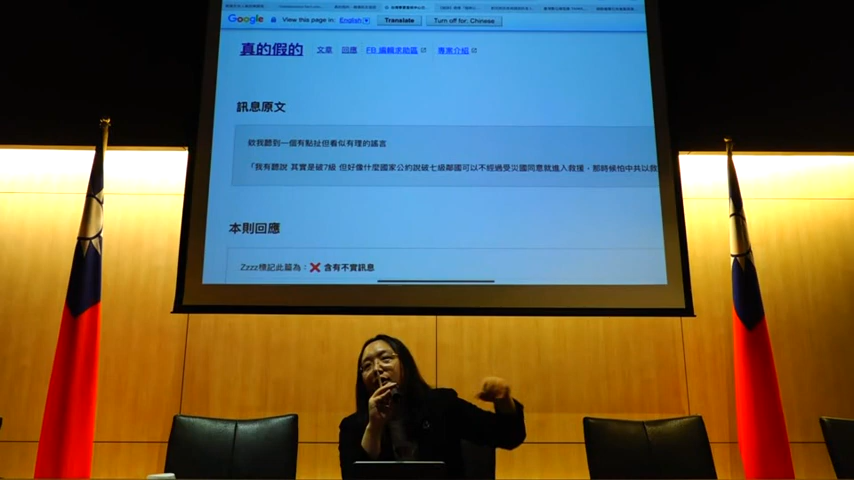 Google View this page in: English Translate Turn off for: Chinese
真的假的 文章 回應 FB 編輯求助區 專案介紹
訊息原文
欸我聽到一個有點扯但看似有理的謠言
「我有聽說 其實是破7級 但好像什麼國家公約說破七級鄰國可以不經過受災國同意就進入救援，那時候怕中共以救
本則回應
Zzzz標記此篇為：❌ 含有不實訊息